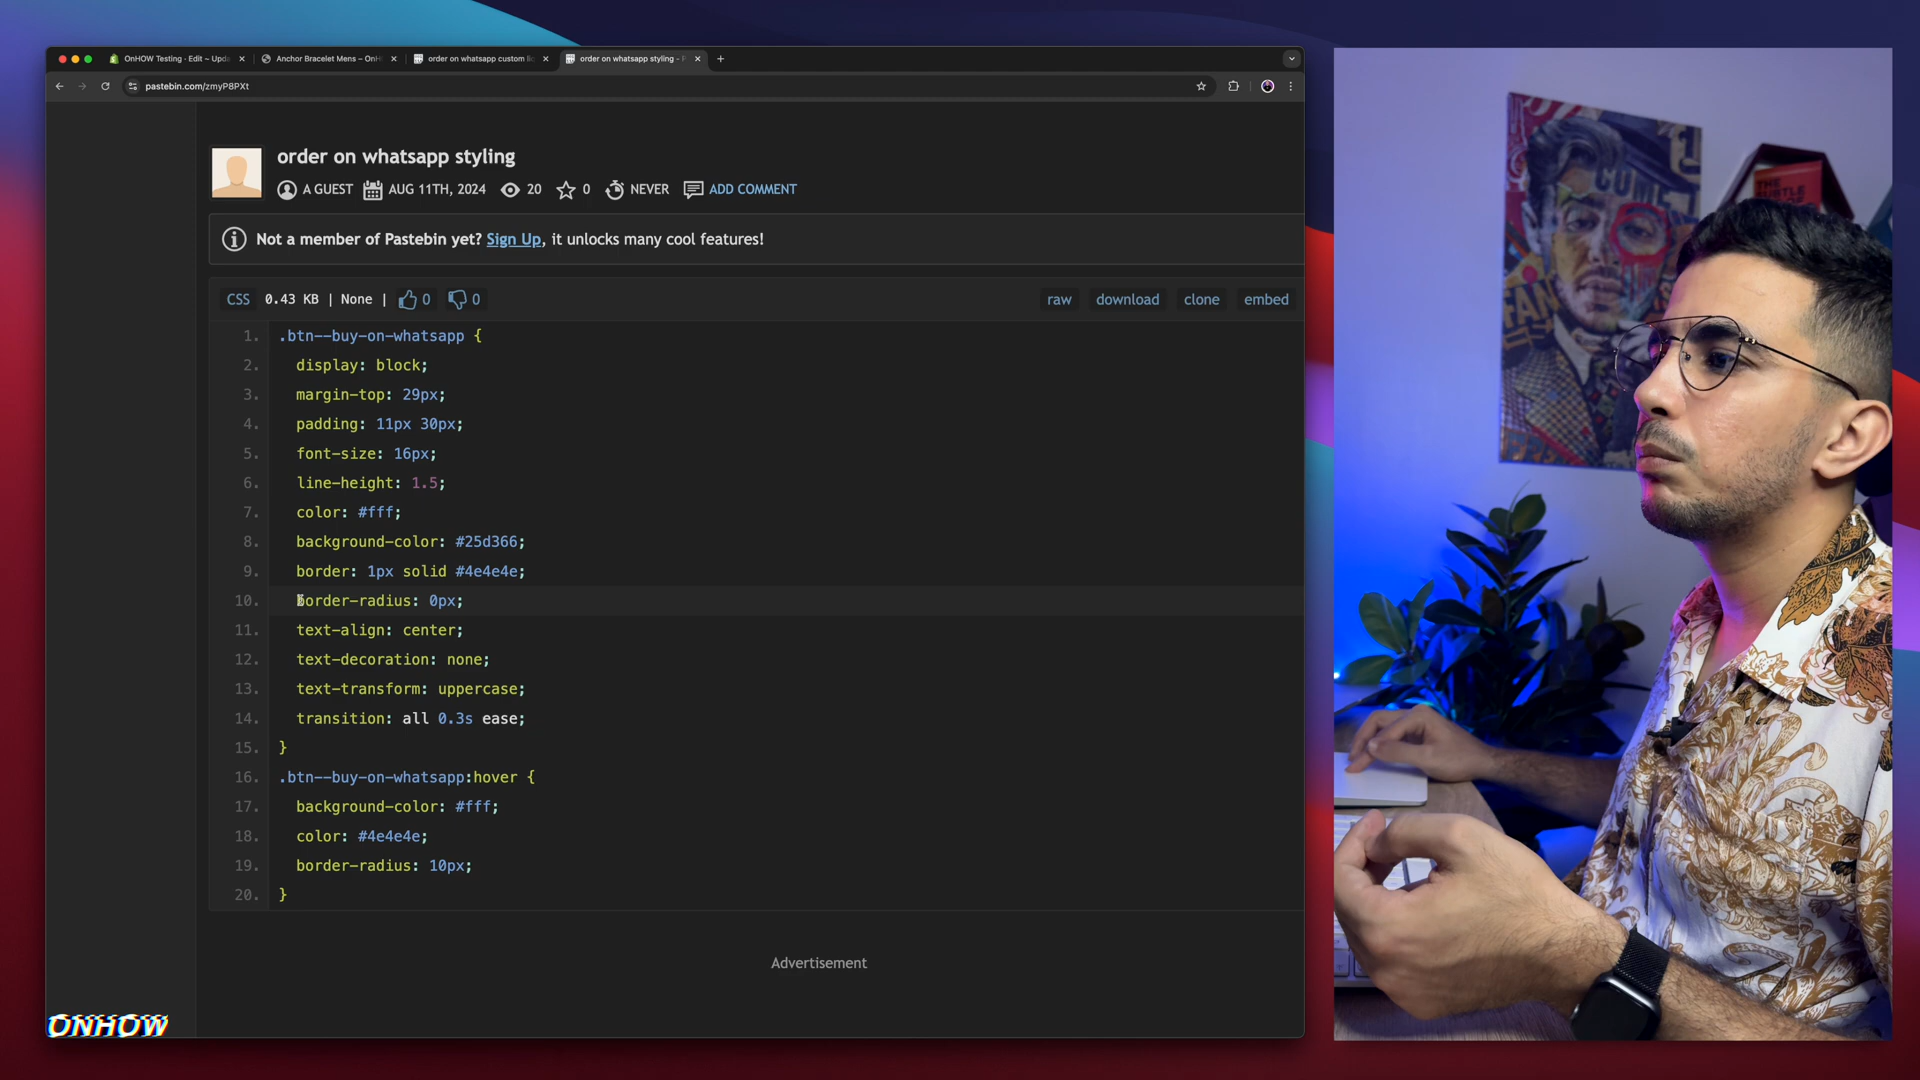 OnHOW Testing · Edit ~ Upda
Anchor Bracelet Mens – OnH
order on whatsapp custom li
order on whatsapp styling - P
pastebin.com/zmyP8PXt
order on whatsapp styling
A GUEST AUG 11TH, 2024 20 0 NEVER ADD COMMENT
Not a member of Pastebin yet? Sign Up, it unlocks many cool features!
CSS 0.43 KB | None | 0 0 raw download clone embed
1. .btn--buy-on-whatsapp {
2. display: block;
3. margin-top: 29px;
4. padding: 11px 30px;
5. font-size: 16px;
6. line-height: 1.5;
7. color: #fff;
8. background-color: #25d366;
9. border: 1px solid #4e4e4e;
10. border-radius: 0px;
11. text-align: center;
12. text-decoration: none;
13. text-transform: uppercase;
14. transition: all 0.3s ease;
15. }
16. .btn--buy-on-whatsapp:hover {
17. background-color: #fff;
18. color: #4e4e4e;
19. border-radius: 10px;
20. }
Advertisement
ONHOW
COME
THE
SUBTLE